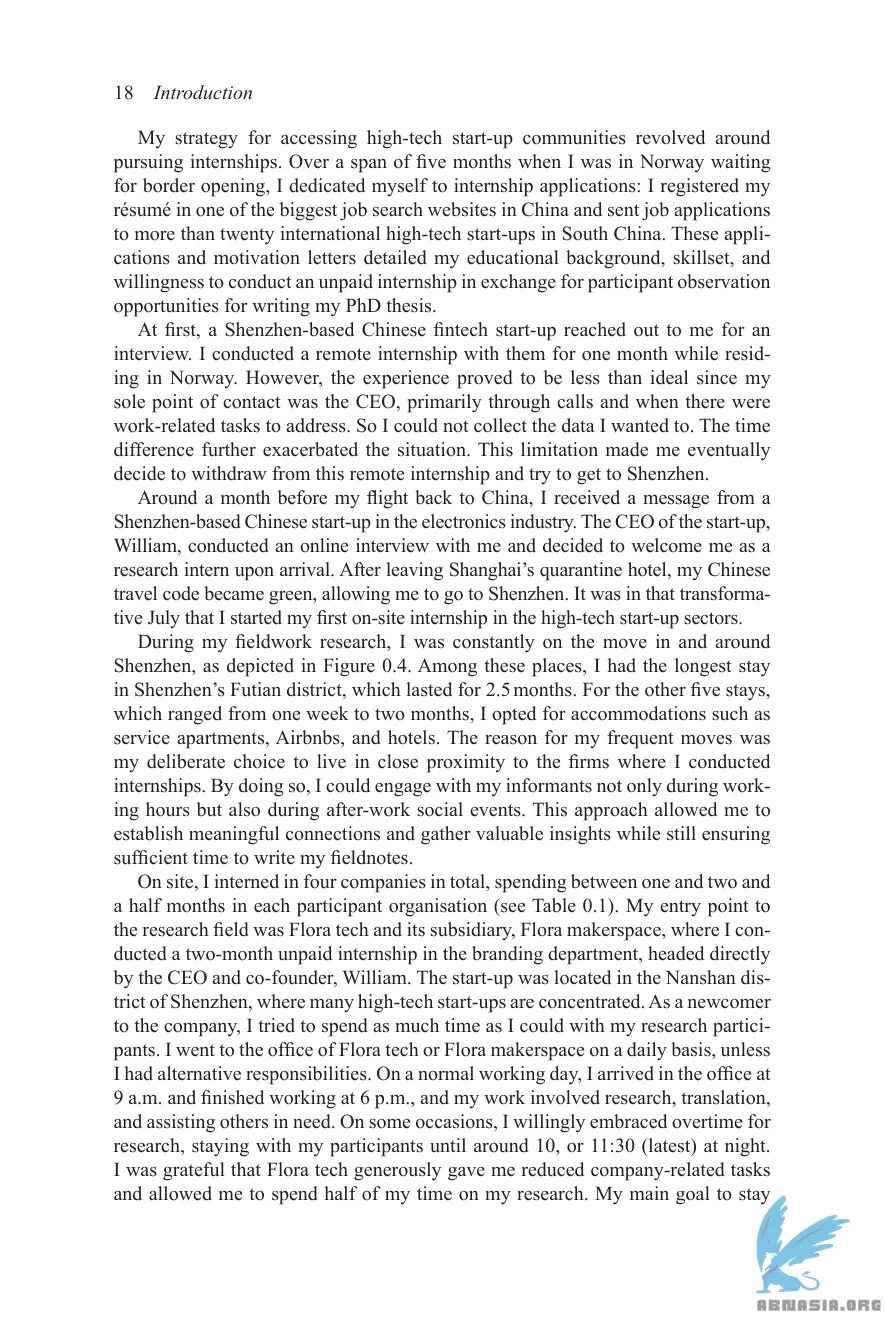 18 Introduction
My strategy for accessing high-tech start-up communities revolved around
pursuing internships. Over a span of five months when I was in Norway waiting
for border opening, I dedicated myself to internship applications: I registered my
résumé in one of the biggest job search websites in China and sent job applications
to more than twenty international high-tech start-ups in South China. These appli-
cations and motivation letters detailed my educational background, skillset, and
willingness to conduct an unpaid internship in exchange for participant observation
opportunities for writing my PhD thesis.
At first, a Shenzhen-based Chinese fintech start-up reached out to me for an
interview. I conducted a remote internship with them for one month while resid-
ing in Norway. However, the experience proved to be less than ideal since my
sole point of contact was the CEO, primarily through calls and when there were
work-related tasks to address. So I could not collect the data I wanted to. The time
difference further exacerbated the situation. This limitation made me eventually
decide to withdraw from this remote internship and try to get to Shenzhen.
Around a month before my flight back to China, I received a message from a
Shenzhen-based Chinese start-up in the electronics industry. The CEO of the start-up,
William, conducted an online interview with me and decided to welcome me as a
research intern upon arrival. After leaving Shanghai's quarantine hotel, my Chinese
travel code became green, allowing me to go to Shenzhen. It was in that transforma-
tive July that I started my first on-site internship in the high-tech start-up sectors.
During my fieldwork research, I was constantly on the move in and around
Shenzhen, as depicted in Figure 0.4. Among these places, I had the longest stay
in Shenzhen's Futian district, which lasted for 2.5 months. For the other five stays,
which ranged from one week to two months, I opted for accommodations such as
service apartments, Airbnbs, and hotels. The reason for my frequent moves was
my deliberate choice to live in close proximity to the firms where I conducted
internships. By doing so, I could engage with my informants not only during work-
ing hours but also during after-work social events. This approach allowed me to
establish meaningful connections and gather valuable insights while still ensuring
sufficient time to write my fieldnotes.
On site, I interned in four companies in total, spending between one and two and
a half months in each participant organisation (see Table 0.1). My entry point to
the research field was Flora tech and its subsidiary, Flora makerspace, where I con-
ducted a two-month unpaid internship in the branding department, headed directly
by the CEO and co-founder, William. The start-up was located in the Nanshan dis-
trict of Shenzhen, where many high-tech start-ups are concentrated. As a newcomer
to the company, I tried to spend as much time as I could with my research partici-
pants. I went to the office of Flora tech or Flora makerspace on a daily basis, unless
I had alternative responsibilities. On a normal working day, I arrived in the office at
9 a.m. and finished working at 6 p.m., and my work involved research, translation,
and assisting others in need. On some occasions, I willingly embraced overtime for
research, staying with my participants until around 10, or 11:30 (latest) at night.
I was grateful that Flora tech generously gave me reduced company-related tasks
and allowed me to spend half of my time on my research. My main goal to stay
ABNASIA.ORG